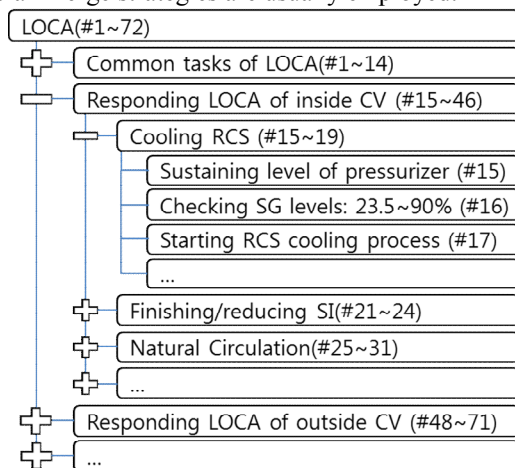 LOCA(#1~72)
Common tasks of LOCA(#1~14)
Responding LOCA of inside CV (#15~46)
Cooling RCS (#15~19)
Sustaining level of pressurizer (#15)
Checking SG levels: 23.5~90% (#16)
Starting RCS cooling process (#17)
...
Finishing/reducing SI(#21~24)
Natural Circulation(#25~31)
...
Responding LOCA of outside CV (#48~71)
...